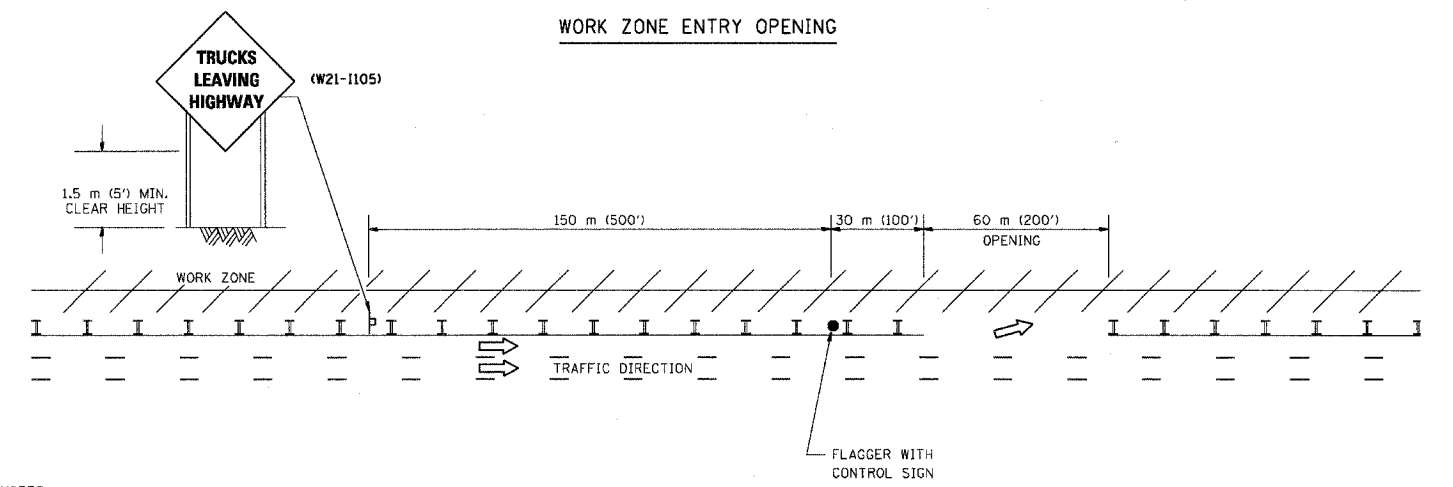 WORK ZONE ENTRY OPENING
TRUCKS
LEAVING
HIGHWAY
(W21-I105)
1.5 m (5') MIN.
CLEAR HEIGHT
150 m (500')
30 m (100')
60 m (200')
OPENING
WORK ZONE
TRAFFIC DIRECTION
FLAGGER WITH
CONTROL SIGN